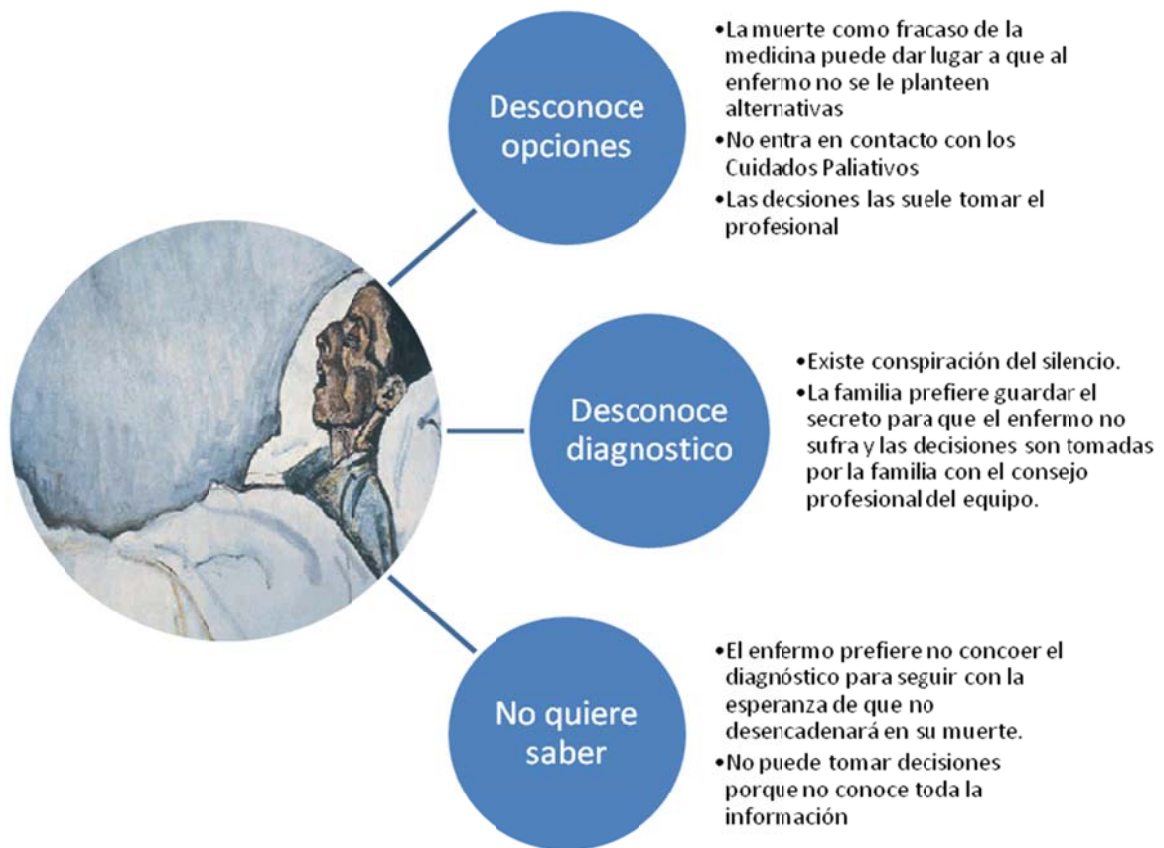 Desconoce
opciones
•La muerte como fracaso de la
medicina puede dar lugar a que al
enfermo no se le planteen
alternativas
•No entra en contacto con los
Cuidados Paliativos
•Las decsiones las suele tomar el
profesional
Desconoce
diagnostico
•Existe conspiración del silencio.
•La familia prefiere guardar el
secreto para que el enfermo no
sufra y las decisiones son tomadas
por la familia con el consejo
profesional del equipo.
No quiere
saber
•El enfermo prefiere no concoer el
diagnóstico para seguir con la
esperanza de que no
desencadenará en su muerte.
•No puede tomar decisiones
porque no conoce toda la
información